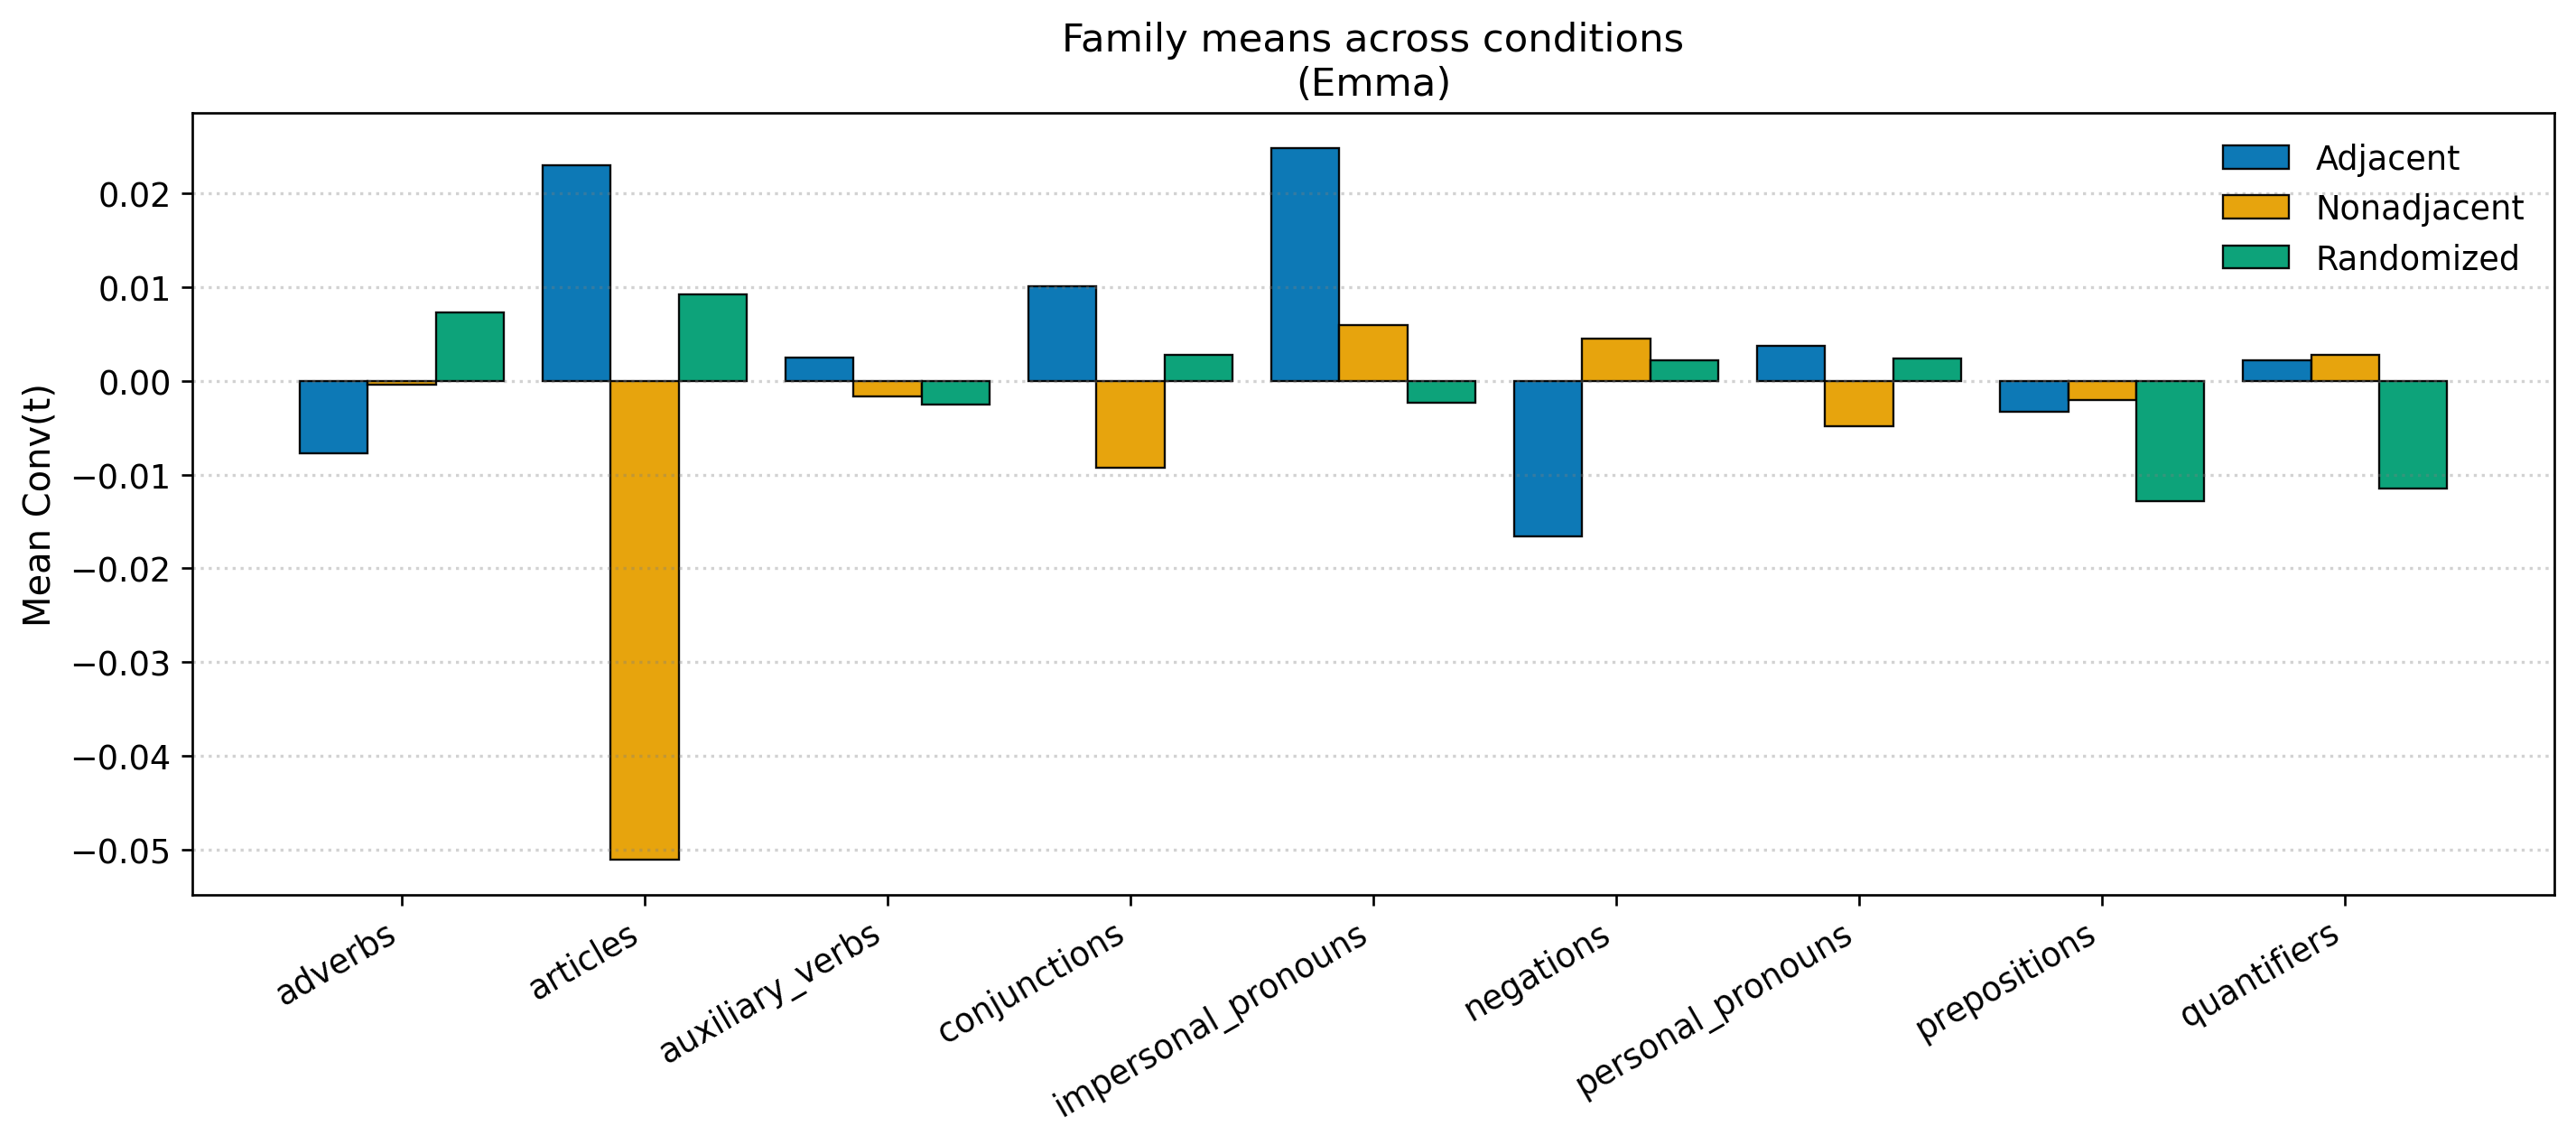 Family means across conditions
(Emma)
Adjacent
Nonadjacent
Randomized
Mean Conv(t)
0.02
0.01
0.00
−0.01
−0.02
−0.03
−0.04
−0.05
adverbs
articles
auxiliary_verbs
conjunctions
impersonal_pronouns
negations
personal_pronouns
prepositions
quantifiers